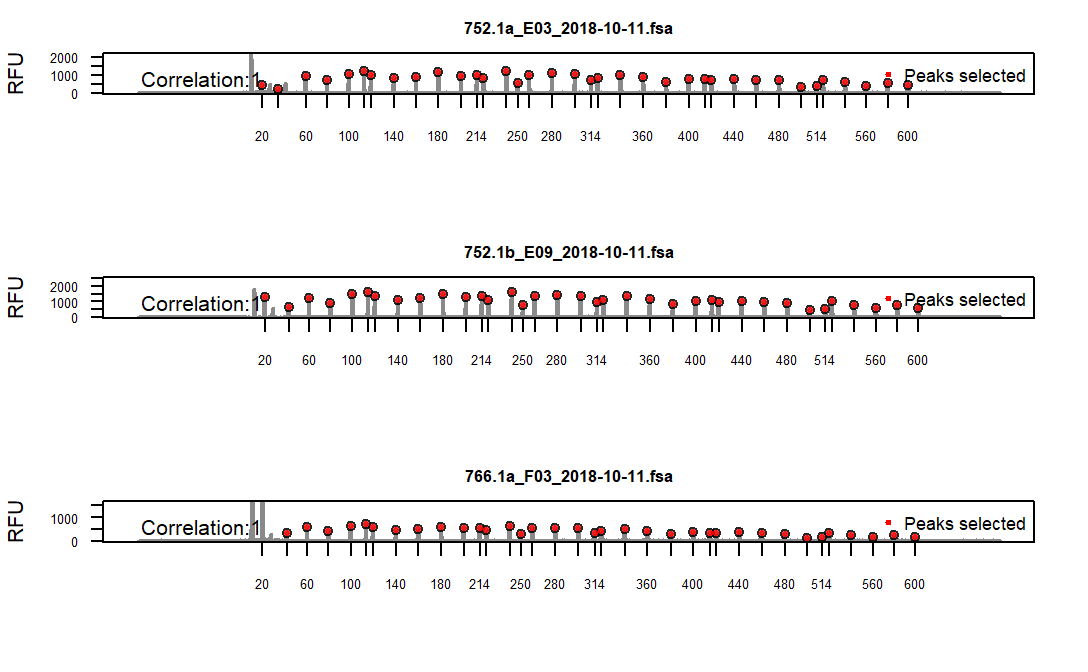 752.1a_E03_2018-10-11.fsa
RFU
2000
1000
0
Correlation:1
Peaks selected
20 60 100 140 180 214 250 280 314 360 400 440 480 514 560 600
752.1b_E09_2018-10-11.fsa
RFU
2000
1000
0
Correlation:1
Peaks selected
20 60 100 140 180 214 250 280 314 360 400 440 480 514 560 600
766.1a_F03_2018-10-11.fsa
RFU
1000
0
Correlation:1
Peaks selected
20 60 100 140 180 214 250 280 314 360 400 440 480 514 560 600